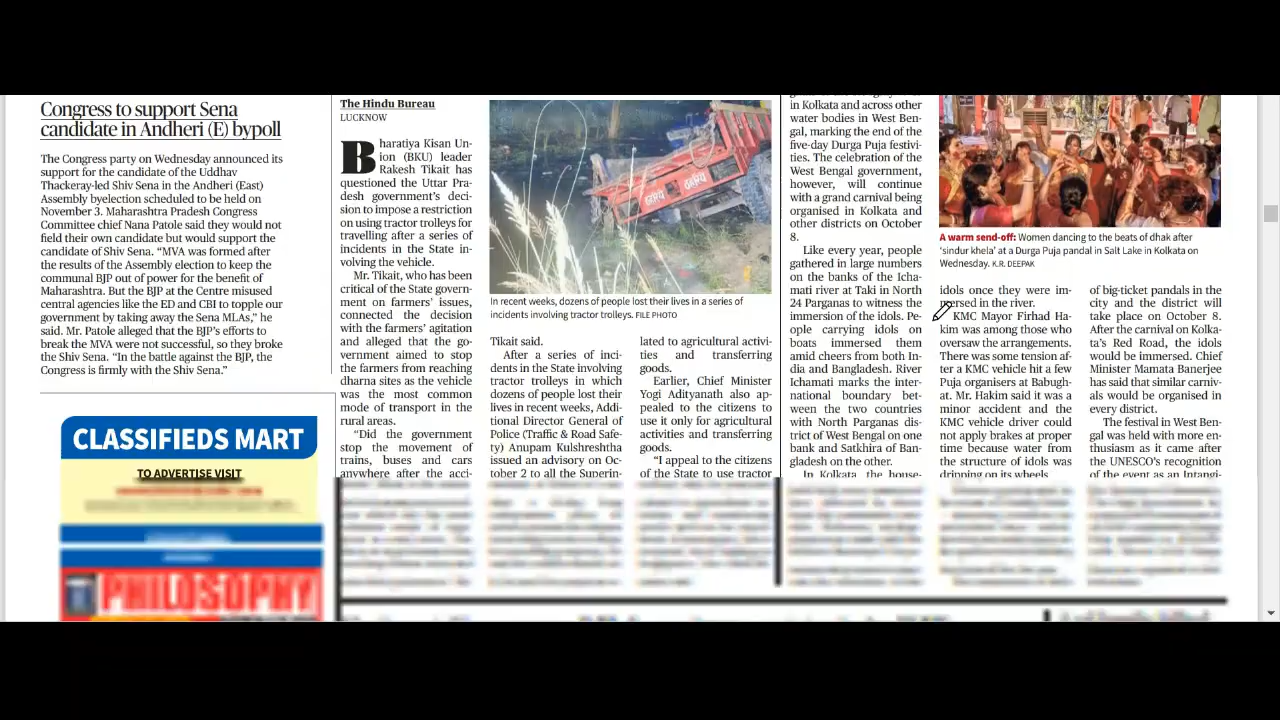 Congress to support Sena
candidate in Andheri (E) bypoll
The Congress party on Wednesday announced its
support for the candidate of the Uddhav
Thackeray-led Shiv Sena in the Andheri (East)
Assembly byelection scheduled to be held on
November 3. Maharashtra Pradesh Congress
Committee chief Nana Patole said they would not
field their own candidate but would support the
candidate of Shiv Sena. “MVA was formed after
the results of the Assembly election to keep the
communal BJP out of power for the benefit of
Maharashtra. But the BJP at the Centre misused
central agencies like the ED and CBI to topple our
government by taking away the Sena MLAs,” he
said. Mr. Patole alleged that the BJP’s efforts to
break the MVA were not successful, so they broke
the Shiv Sena. “In the battle against the BJP, the
Congress is firmly with the Shiv Sena.”
CLASSIFIEDS MART
TO ADVERTISE VISIT
PHILOSOPHY
The Hindu Bureau
LUCKNOW
Bharatiya Kisan Un-
ion (BKU) leader
Rakesh Tikait has
questioned the Uttar Pra-
desh government’s deci-
sion to impose a restriction
on using tractor trolleys for
travelling after a series of
incidents in the State in-
volving the vehicle.
Mr. Tikait, who has been
critical of the State govern-
ment on farmers’ issues,
connected the decision
with the farmers’ agitation
and alleged that the go-
vernment aimed to stop
the farmers from reaching
dharna sites as the vehicle
was the most common
mode of transport in the
rural areas.
“Did the government
stop the movement of
trains, buses and cars
anywhere after the acci-
In recent weeks, dozens of people lost their lives in a series of
incidents involving tractor trolleys. FILE PHOTO
Tikait said.
After a series of inci-
dents in the State involving
tractor trolleys in which
dozens of people lost their
lives in recent weeks, Addi-
tional Director General of
Police (Traffic & Road Safe-
ty) Anupam Kulshreshtha
issued an advisory on Oc-
tober 2 to all the Superin-
lated to agricultural activi-
ties and transferring
goods.
Earlier, Chief Minister
Yogi Adityanath also ap-
pealed to the citizens to
use it only for agricultural
activities and transferring
goods.
“I appeal to the citizens
of the State to use tractor
in Kolkata and across other
water bodies in West Ben-
gal, marking the end of the
five-day Durga Puja festivi-
ties. The celebration of the
West Bengal government,
however, will continue
with a grand carnival being
organised in Kolkata and
other districts on October
8.
Like every year, people
gathered in large numbers
on the banks of the Icha-
mati river at Taki in North
24 Parganas to witness the
immersion of the idols. Pe-
ople carrying idols on
boats immersed them
amid cheers from both In-
dia and Bangladesh. River
Ichamati marks the inter-
national boundary bet-
ween the two countries
with North Parganas dis-
trict of West Bengal on one
bank and Satkhira of Ban-
gladesh on the other.
In Kolkata, the house-
A warm send-off: Women dancing to the beats of dhak after
‘sindur khela’ at a Durga Puja pandal in Salt Lake in Kolkata on
Wednesday. K.R. DEEPAK
idols once they were im-
mersed in the river.
KMC Mayor Firhad Ha-
kim was among those who
oversaw the arrangements.
There was some tension af-
ter a KMC vehicle hit a few
Puja organisers at Babugh-
at. Mr. Hakim said it was a
minor accident and the
KMC vehicle driver could
not apply brakes at proper
time because water from
the structure of idols was
dripping on its wheels
of big-ticket pandals in the
city and the district will
take place on October 8.
After the carnival on Kolka-
ta’s Red Road, the idols
would be immersed. Chief
Minister Mamata Banerjee
has said that similar carniv-
als would be organised in
every district.
The festival in West Ben-
gal was held with more en-
thusiasm as it came after
the UNESCO’s recognition
of the event as an Intangi-